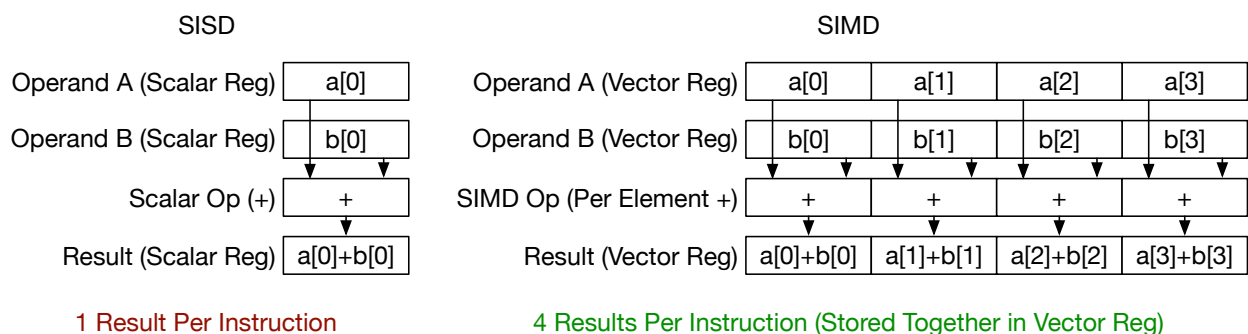 SISD
Operand A (Scalar Reg) a[0]
Operand B (Scalar Reg) b[0]
Scalar Op (+) +
Result (Scalar Reg) a[0]+b[0]
1 Result Per Instruction
SIMD
Operand A (Vector Reg) a[0] a[1] a[2] a[3]
Operand B (Vector Reg) b[0] b[1] b[2] b[3]
SIMD Op (Per Element +) + + + +
Result (Vector Reg) a[0]+b[0] a[1]+b[1] a[2]+b[2] a[3]+b[3]
4 Results Per Instruction (Stored Together in Vector Reg)